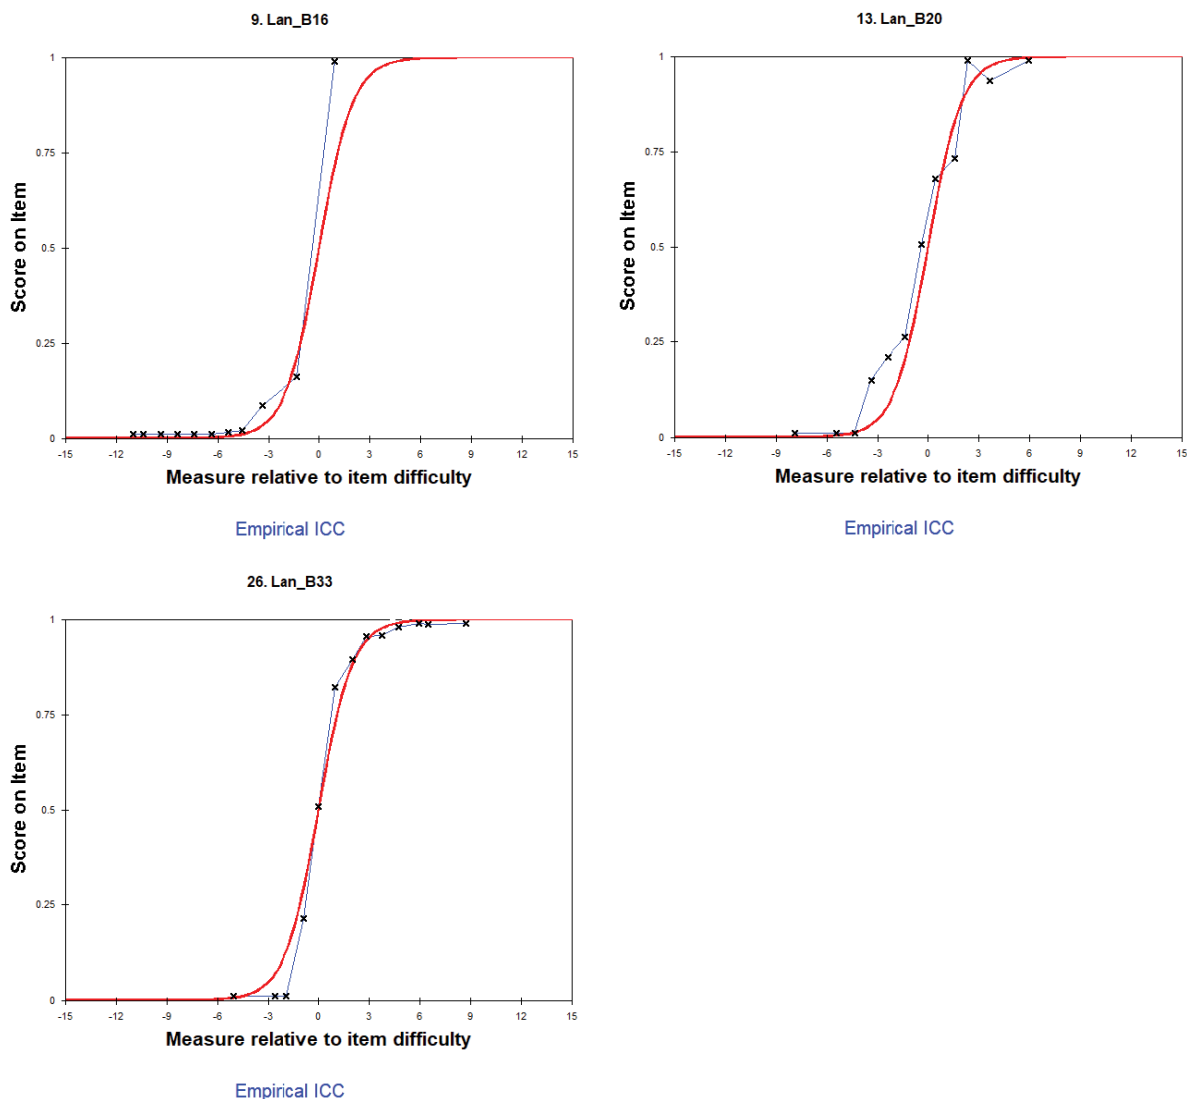 9. Lan_B16
1
0.75
0.5
0.25
0
Score on Item
-15 -12 -9 -6 -3 0 3 6 9 12 15
Measure relative to item difficulty
Empirical ICC
13. Lan_B20
1
0.75
0.5
0.25
0
Score on Item
-15 -12 -9 -6 -3 0 3 6 9 12 15
Measure relative to item difficulty
Empirical ICC
26. Lan_B33
1
0.75
0.5
0.25
0
Score on Item
-15 -12 -9 -6 -3 0 3 6 9 12 15
Measure relative to item difficulty
Empirical ICC